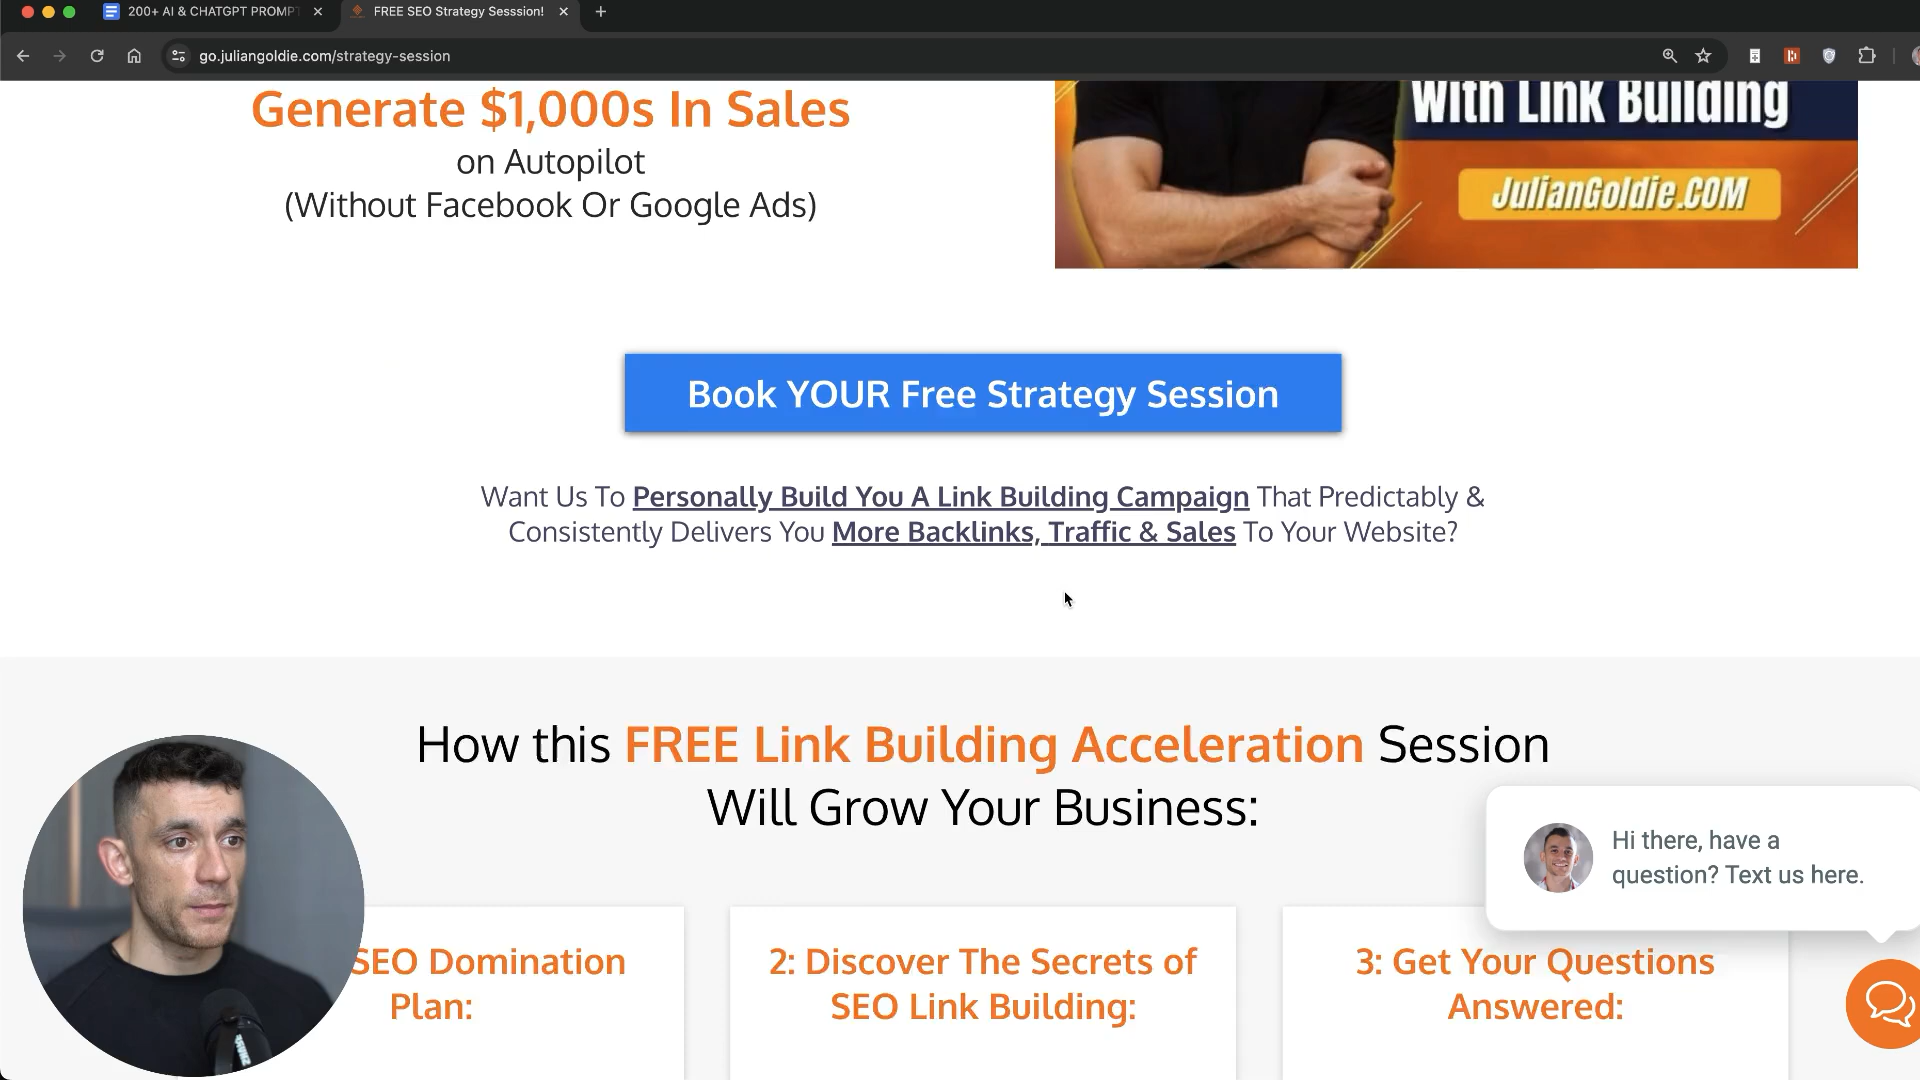 200+ AI & CHATGPT PROMPT
FREE SEO Strategy Sesssion!
go.juliangoldie.com/strategy-session
Generate $1,000s In Sales
on Autopilot
(Without Facebook Or Google Ads)
With Link Building
JulianGoldie.COM
Book YOUR Free Strategy Session
Want Us To Personally Build You A Link Building Campaign That Predictably &
Consistently Delivers You More Backlinks, Traffic & Sales To Your Website?
How this FREE Link Building Acceleration Session
Will Grow Your Business:
Hi there, have a
question? Text us here.
SEO Domination
Plan:
2: Discover The Secrets of
SEO Link Building:
3: Get Your Questions
Answered: